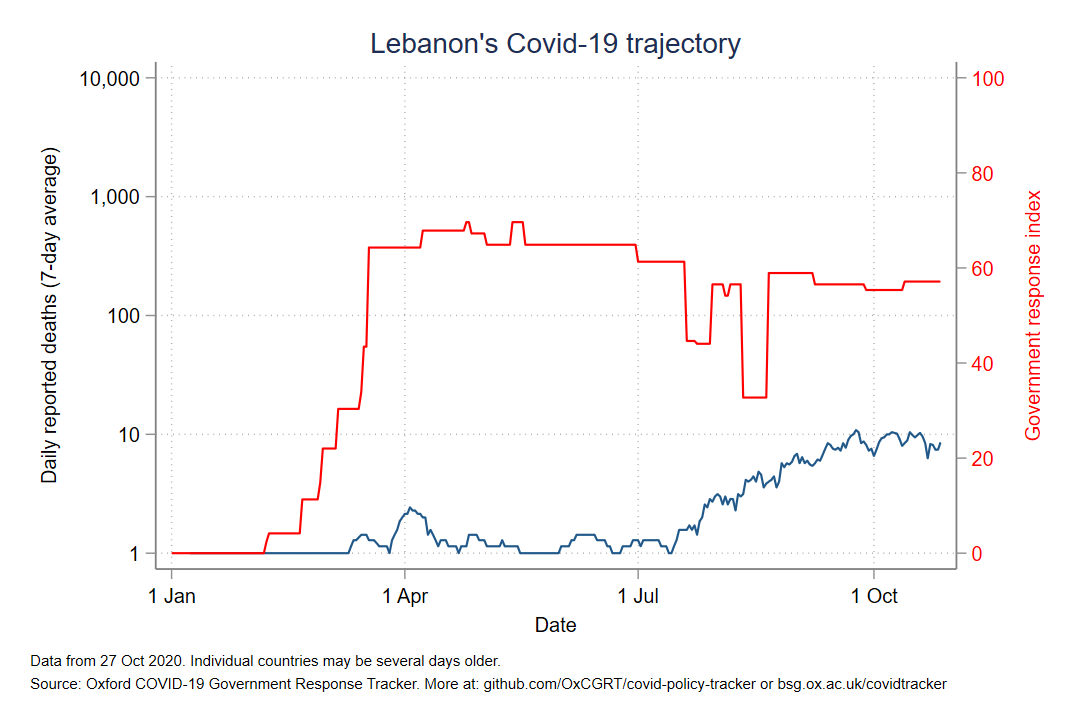 Lebanon's Covid-19 trajectory
10,000
1,000
100
10
1
Daily reported deaths (7-day average)
100
80
60
40
20
0
Government response index
1 Jan
1 Apr
1 Jul
1 Oct
Date
Data from 27 Oct 2020. Individual countries may be several days older.
Source: Oxford COVID-19 Government Response Tracker. More at: github.com/OxCGRT/covid-policy-tracker or bsg.ox.ac.uk/covidtracker